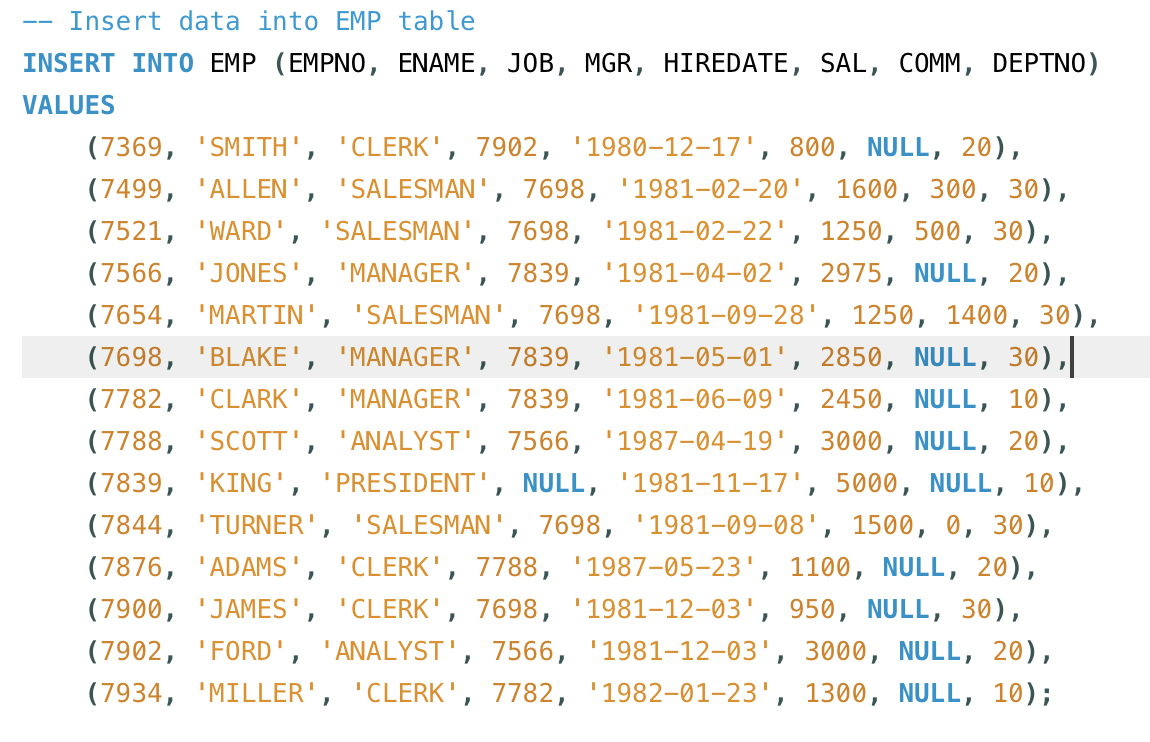 -- Insert data into EMP table
INSERT INTO EMP (EMPNO, ENAME, JOB, MGR, HIREDATE, SAL, COMM, DEPTNO)
VALUES
    (7369, 'SMITH', 'CLERK', 7902, '1980-12-17', 800, NULL, 20),
    (7499, 'ALLEN', 'SALESMAN', 7698, '1981-02-20', 1600, 300, 30),
    (7521, 'WARD', 'SALESMAN', 7698, '1981-02-22', 1250, 500, 30),
    (7566, 'JONES', 'MANAGER', 7839, '1981-04-02', 2975, NULL, 20),
    (7654, 'MARTIN', 'SALESMAN', 7698, '1981-09-28', 1250, 1400, 30),
    (7698, 'BLAKE', 'MANAGER', 7839, '1981-05-01', 2850, NULL, 30),
    (7782, 'CLARK', 'MANAGER', 7839, '1981-06-09', 2450, NULL, 10),
    (7788, 'SCOTT', 'ANALYST', 7566, '1987-04-19', 3000, NULL, 20),
    (7839, 'KING', 'PRESIDENT', NULL, '1981-11-17', 5000, NULL, 10),
    (7844, 'TURNER', 'SALESMAN', 7698, '1981-09-08', 1500, 0, 30),
    (7876, 'ADAMS', 'CLERK', 7788, '1987-05-23', 1100, NULL, 20),
    (7900, 'JAMES', 'CLERK', 7698, '1981-12-03', 950, NULL, 30),
    (7902, 'FORD', 'ANALYST', 7566, '1981-12-03', 3000, NULL, 20),
    (7934, 'MILLER', 'CLERK', 7782, '1982-01-23', 1300, NULL, 10);